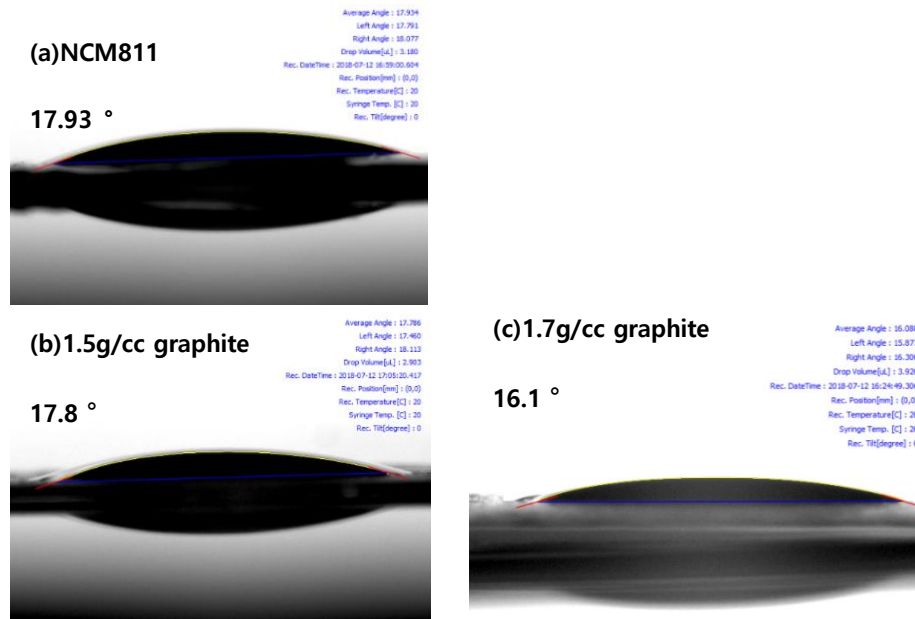 (a)NCM811
17.93 °
Average Angle : 17.934
Left Angle : 17.791
Right Angle : 18.077
Drop Volume[uL] : 3.180
Rec. DateTime : 2018-07-12 16:59:00.604
Rec. Position[mm] : (0,0)
Rec. Temperature[C] : 20
Syringe Temp. [C] : 20
Rec. Tilt[degree] : 0
(b)1.5g/cc graphite
17.8 °
Average Angle : 17.786
Left Angle : 17.460
Right Angle : 18.113
Drop Volume[uL] : 2.903
Rec. DateTime : 2018-07-12 17:05:20.417
Rec. Position[mm] : (0,0)
Rec. Temperature[C] : 20
Syringe Temp. [C] : 20
Rec. Tilt[degree] : 0
(c)1.7g/cc graphite
16.1 °
Average Angle : 16.08
Left Angle : 15.87
Right Angle : 16.30
Drop Volume[uL] : 3.92
Rec. DateTime : 2018-07-12 16:24:49.30
Rec. Position[mm] : (0,0
Rec. Temperature[C] : 2
Syringe Temp. [C] : 2
Rec. Tilt[degree] :